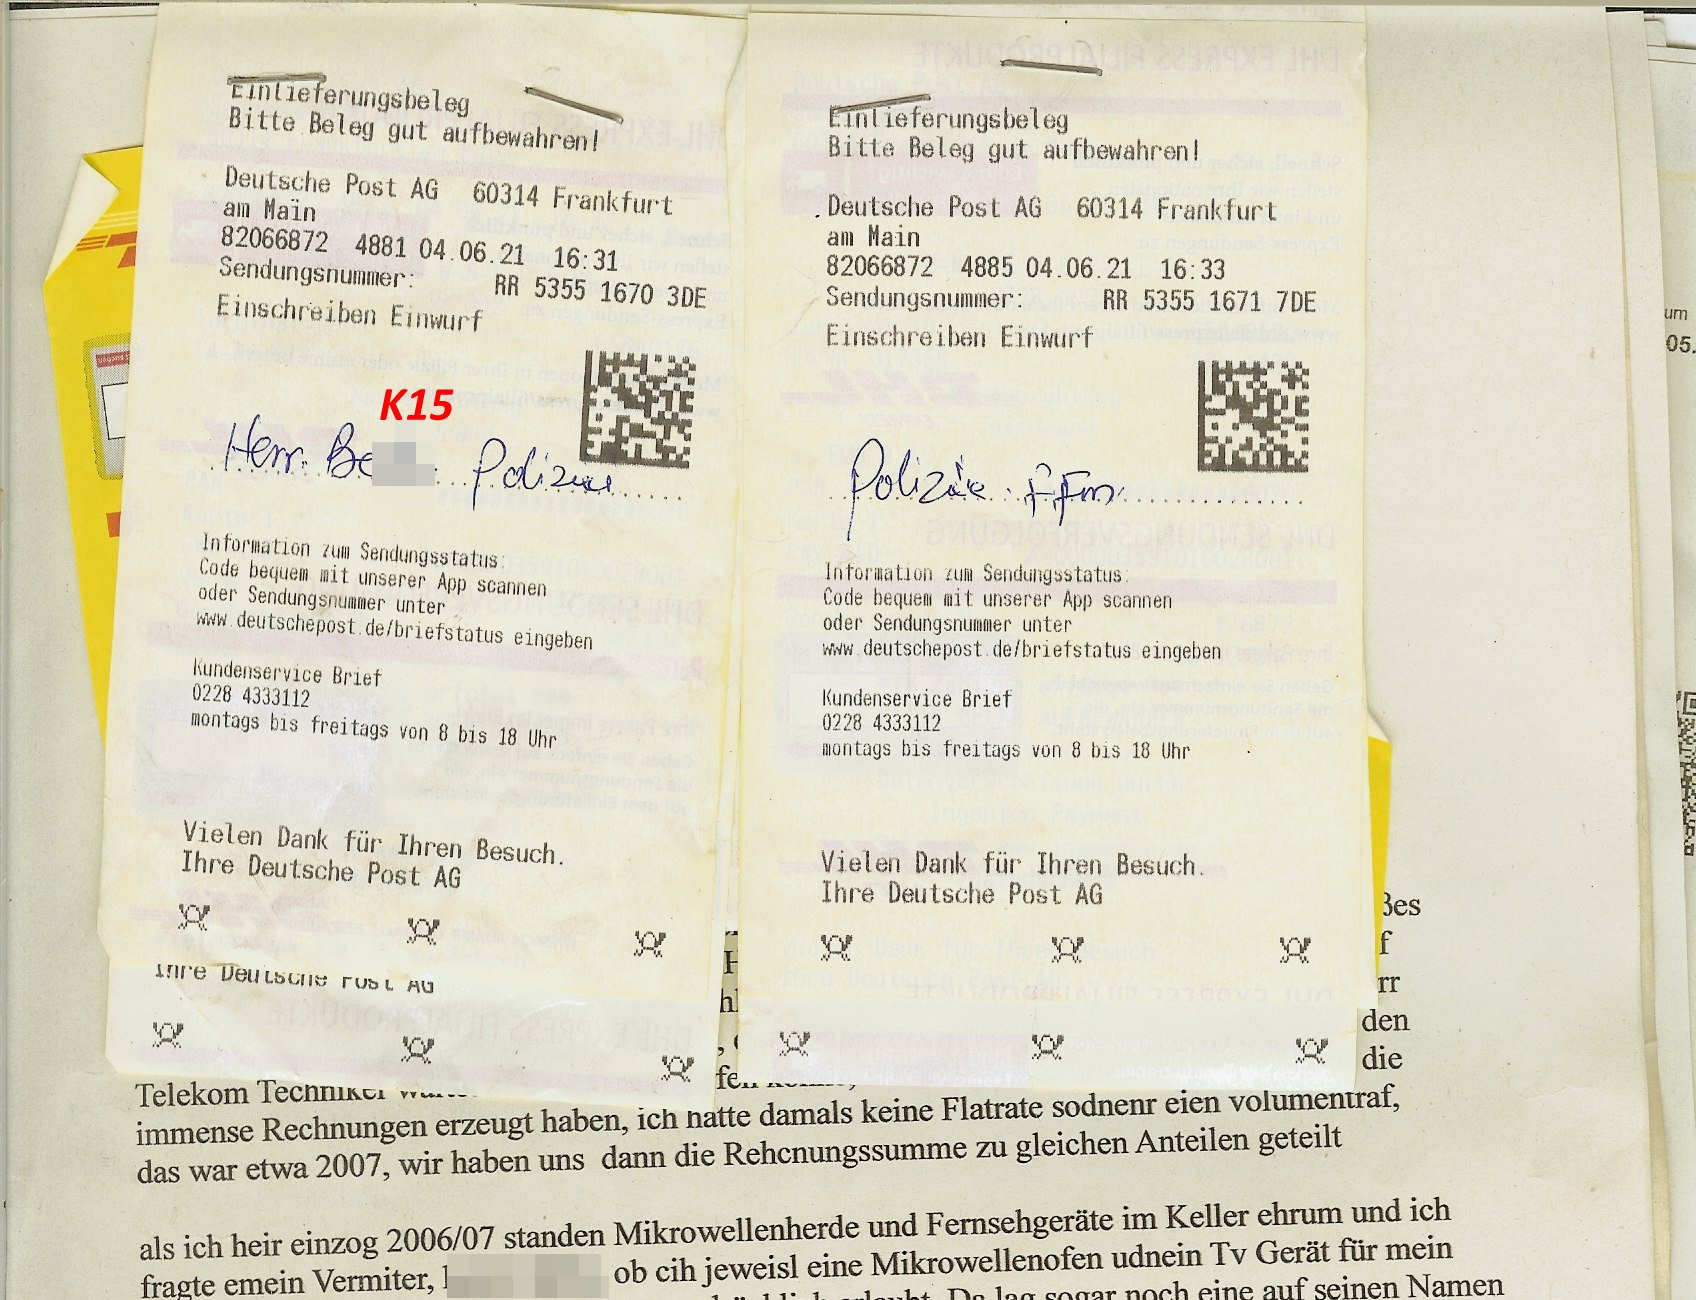 Einlieferungsbeleg
Bitte Beleg gut aufbewahren!
Deutsche Post AG 60314 Frankfurt
am Main
82066872 4881 04.06.21 16:31
Sendungsnummer: RR 5355 1670 3DE
Einschreiben Einwurf
K15
Herr Be
Information zum Sendungsstatus:
Code bequem mit unserer App scannen
oder Sendungsnummer unter
www.deutschepost.de/briefstatus eingeben
Kundenservice Brief
0228 4333112
montags bis freitags von 8 bis 18 Uhr
Vielen Dank für Ihren Besuch.
Ihre Deutsche Post AG
Ihre Deutsche Post AG
Einlieferungsbeleg
Bitte Beleg gut aufbewahren!
Deutsche Post AG 60314 Frankfurt
am Main
82066872 4885 04.06.21 16:33
Sendungsnummer: RR 5355 1671 7DE
Einschreiben Einwurf
FFm
Information zum Sendungsstatus:
Code bequem mit unserer App scannen
oder Sendungsnummer unter
www.deutschepost.de/briefstatus eingeben
Kundenservice Brief
0228 4333112
montags bis freitags von 8 bis 18 Uhr
Vielen Dank für Ihren Besuch.
Ihre Deutsche Post AG
um
05.
ßes
f
rr
den
die
Telekom Techniker
immense Rechnungen erzeugt haben, ich hatte damals keine Flatrate sodnenr eien volumentraf,
das war etwa 2007, wir haben uns dann die Rehcnungssumme zu gleichen Anteilen geteilt
als ich heir einzog 2006/07 standen Mikrowellenherde und Fernsehgeräte im Keller ehrum und ich
fragte emein Vermiter, ob cih jeweisl eine Mikrowellenofen udnein Tv Gerät für mein
erlaubt. Da lag sogar noch eine auf seinen Namen